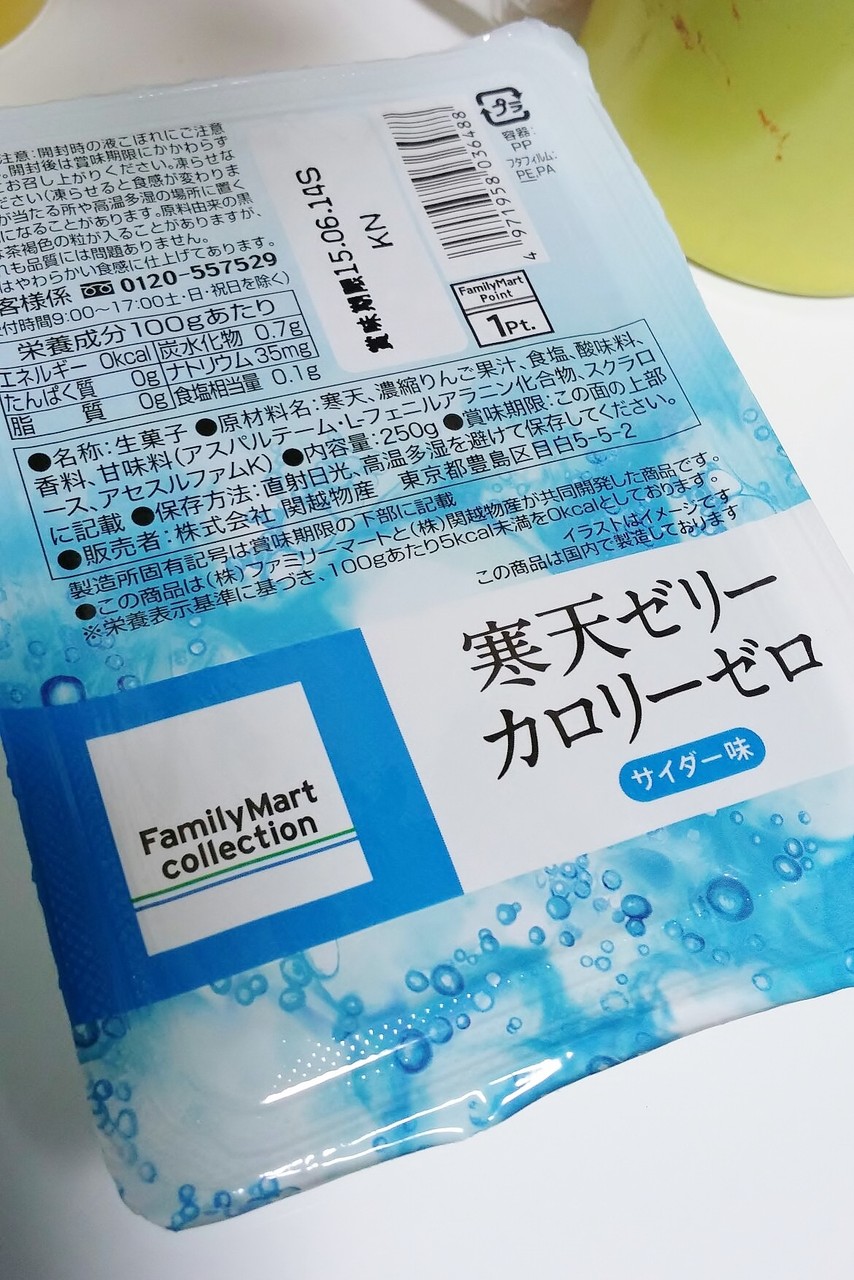 注意:開封時の液こぼれにご注意
。開封後は賞味期限にかかわらず
お召し上がりください。凍らせな
ださい(凍らせると食感が変わりま
が当たる所や高温多湿の場所に置く
になることがあります。原料由来の黒
な茶褐色の粒が入ることがありますが、
れも品質には問題ありません。
はやわらかい食感に仕上げてあります。
客様係 0120-557529
付時間9:00〜17:00土・日・祝日を除く)
栄養成分100gあたり
エネルギー 0kcal 炭水化物 0.7g
たんぱく質 0g ナトリウム 35mg
脂質 0g 食塩相当量 0.1g
賞味期限15.06.14S
KN
4 971958 036488
プラ
容器:
PP
フタフィルム:
PE,PA
FamilyMart
Point
1Pt.
●名称:生菓子 ●原材料名:寒天、濃縮りんご果汁、食塩、酸味料、
香料、甘味料(アスパルテーム・L-フェニルアラニン化合物、スクラロ
ース、アセスルファムK) ●内容量:250g ●賞味期限:この面の上部
に記載 ●保存方法:直射日光、高温多湿を避けて保存してください。
●販売者:株式会社 関越物産 東京都豊島区目白5-5-2
製造所固有記号は賞味期限の下部に記載
●この商品は(株)ファミリーマートと(株)関越物産が共同開発した商品です。
※栄養表示基準に基づき、100gあたり5kcal未満を0kcalとしております。
イラストはイメージです
この商品は国内で製造しております
寒天ゼリー
カロリーゼロ
サイダー味
FamilyMart
collection